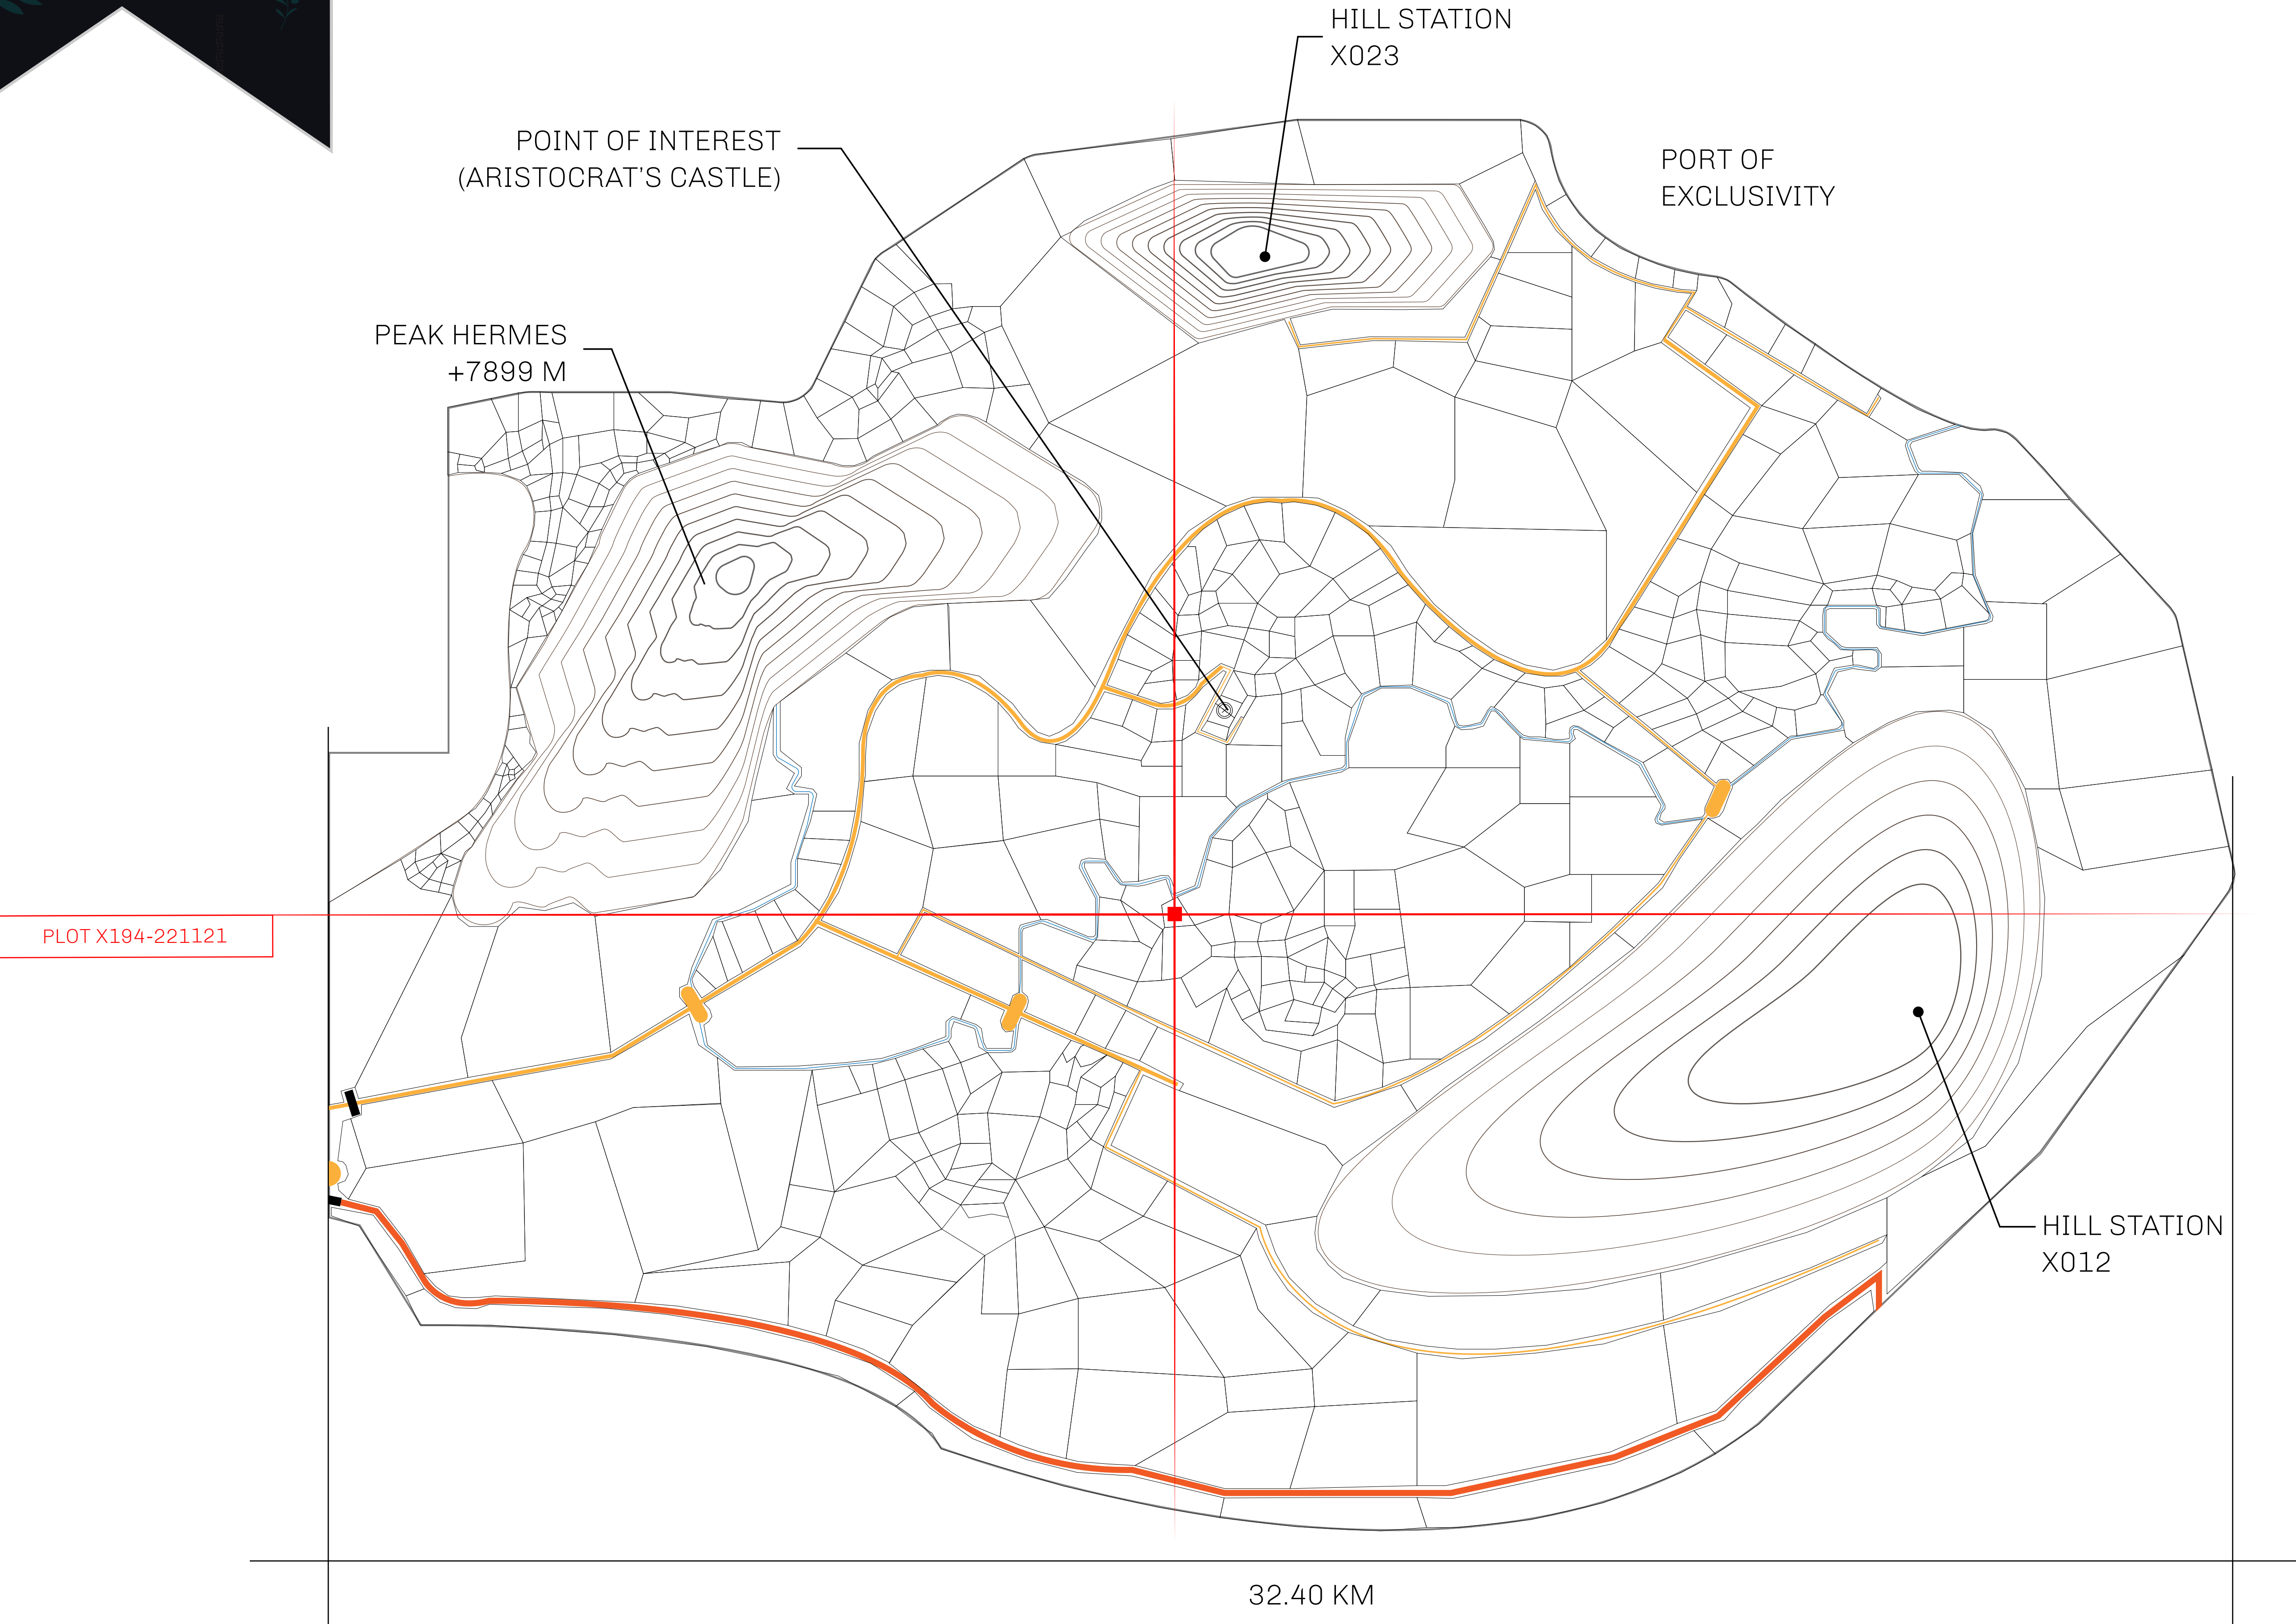 HILL STATION
X023
POINT OF INTEREST
(ARISTOCRAT'S CASTLE)
PORT OF
EXCLUSIVITY
PEAK HERMES
+7899 M
PLOT X194-221121
HILL STATION
X012
32.40 KM